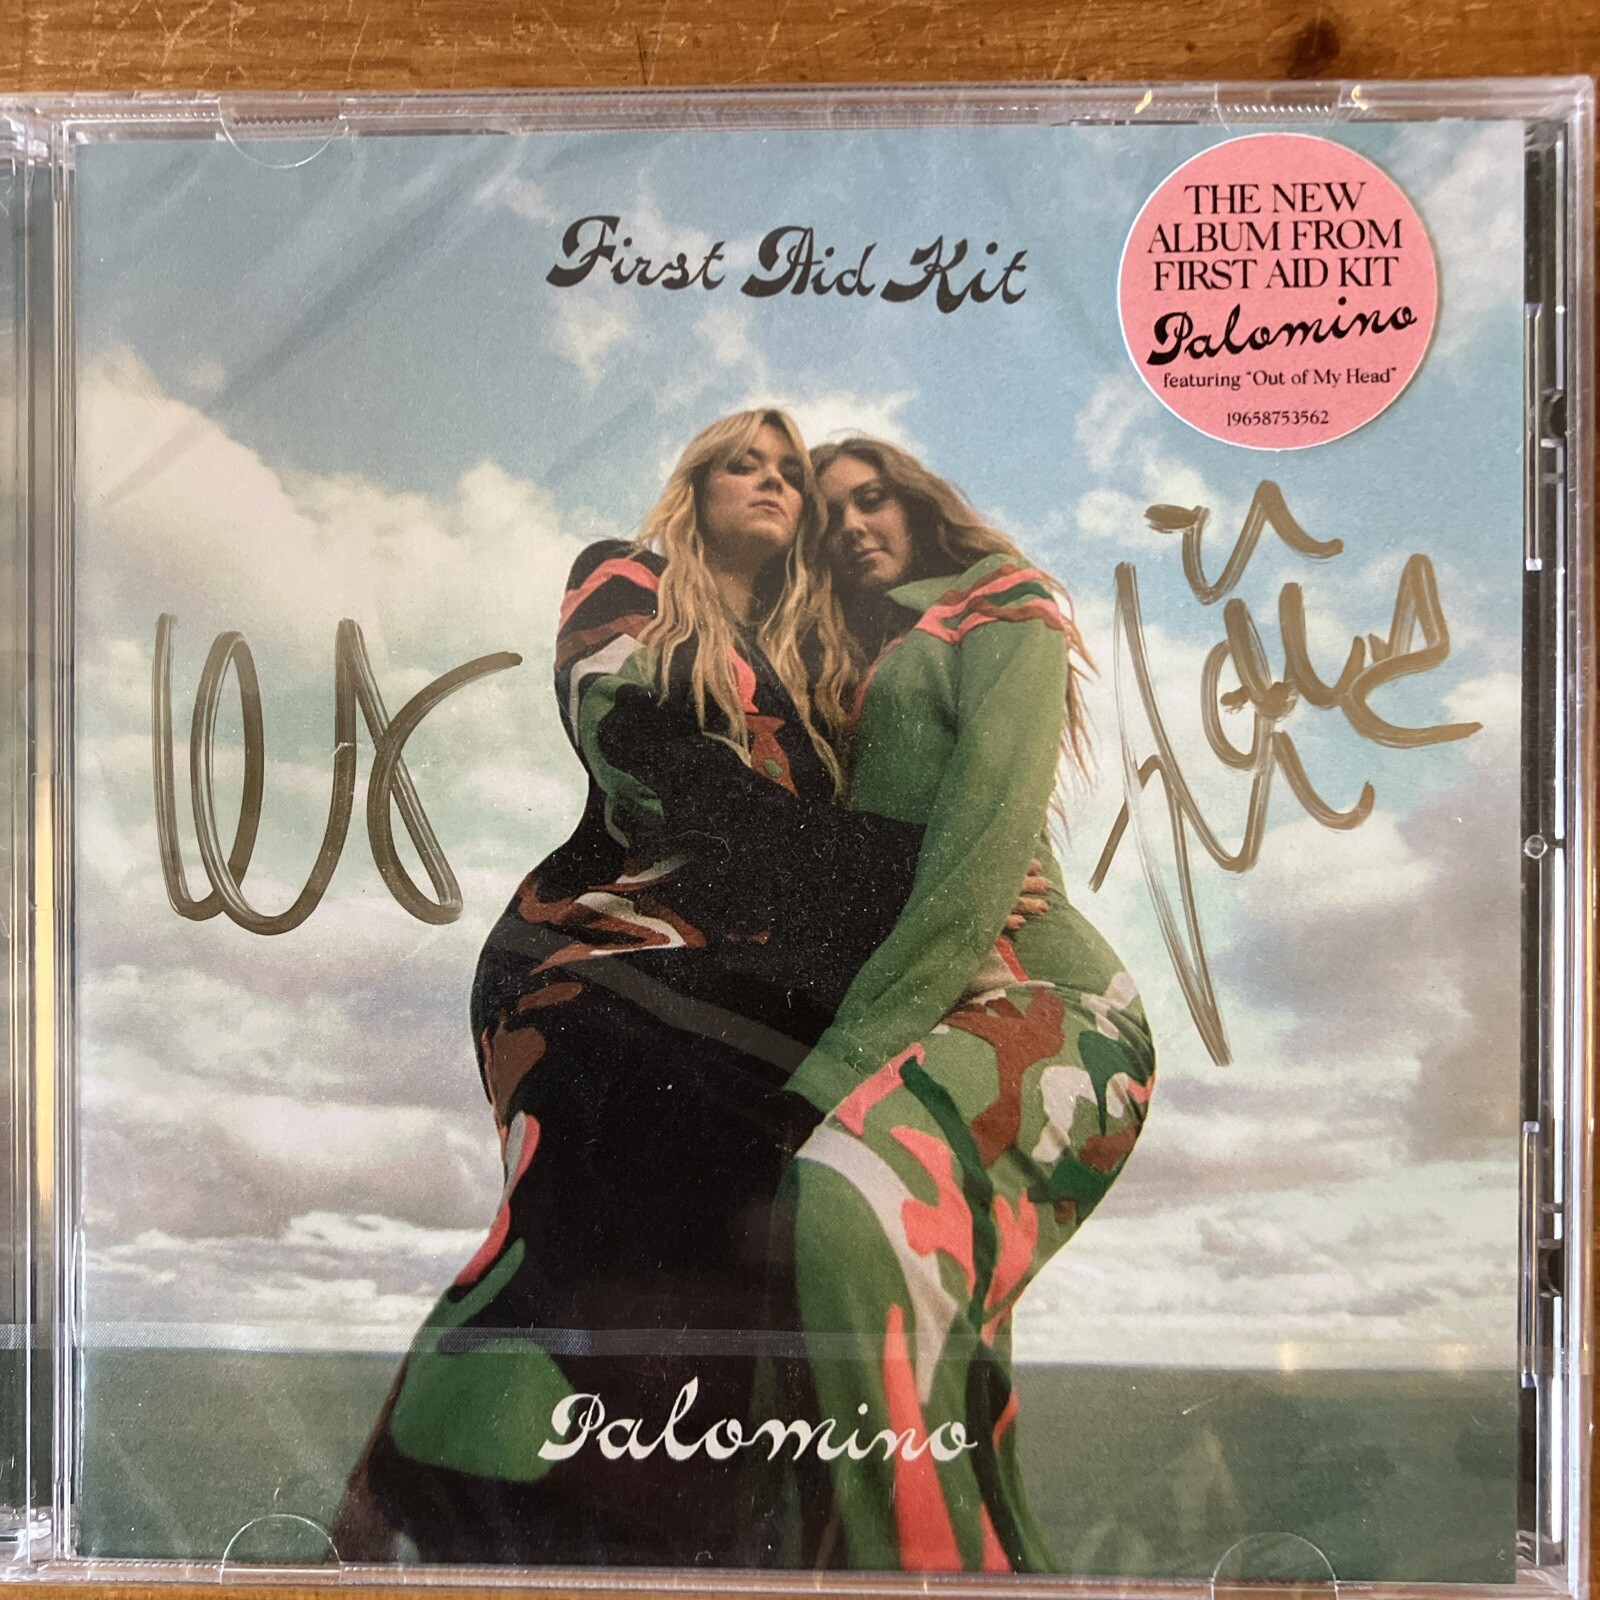 First Aid Kit
THE NEW
ALBUM FROM
FIRST AID KIT
Palomino
featuring "Out of My Head"
19658753562
Palomino